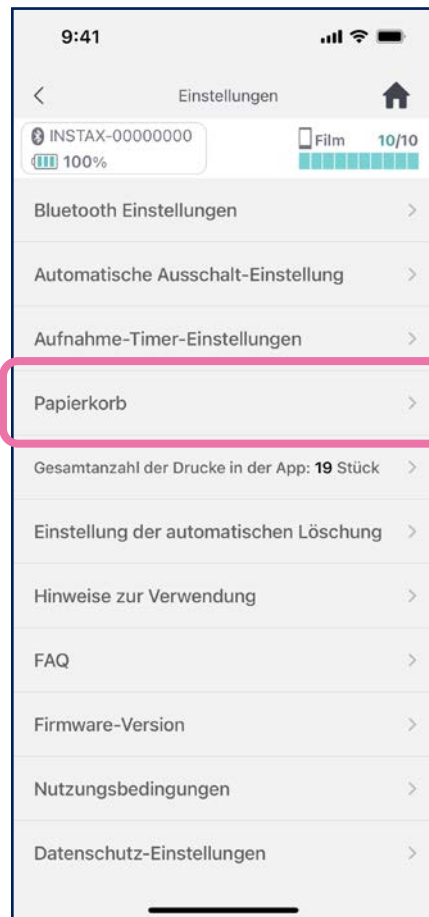 9:41
Einstellungen
INSTAX-00000000
Film 10/10
100%
Bluetooth Einstellungen
Automatische Ausschalt-Einstellung
Aufnahme-Timer-Einstellungen
Papierkorb
Gesamtanzahl der Drucke in der App: 19 Stück
Einstellung der automatischen Löschung
Hinweise zur Verwendung
FAQ
Firmware-Version
Nutzungsbedingungen
Datenschutz-Einstellungen